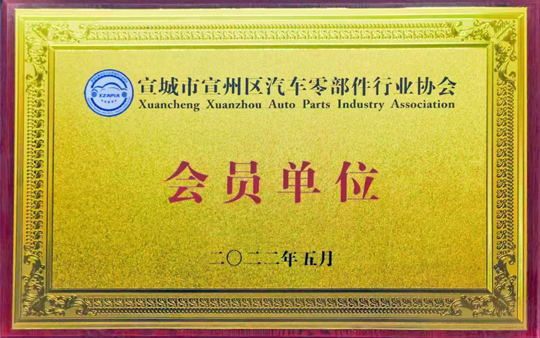 宣城市宣州区汽车零部件行业协会
Xuancheng Xuanzhou Auto Parts Industry Association
XZAPIA
会员单位
二〇二二年五月